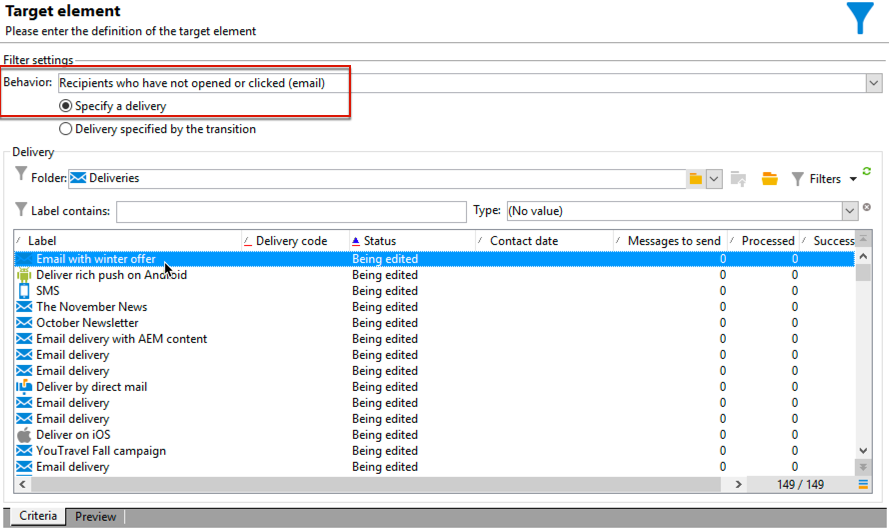 Target element
Please enter the definition of the target element
Filter settings
Behavior: Recipients who have not opened or clicked (email)
Specify a delivery
Delivery specified by the transition
Delivery
Folder: Deliveries Filters
Label contains: Type: (No value)
Label Delivery code Status Contact date Messages to send Processed Success
Email with winter offer Being edited 0 0
Deliver rich push on Android Being edited 0 0
SMS Being edited 0 0
The November News Being edited 0 0
October Newsletter Being edited 0 0
Email delivery with AEM content Being edited 0 0
Email delivery Being edited 0 0
Email delivery Being edited 0 0
Deliver by direct mail Being edited 0 0
Email delivery Being edited 0 0
Email delivery Being edited 0 0
Deliver on iOS Being edited 0 0
YouTravel Fall campaign Being edited 0 0
Email delivery Being edited 0 0
149 / 149
Criteria Preview